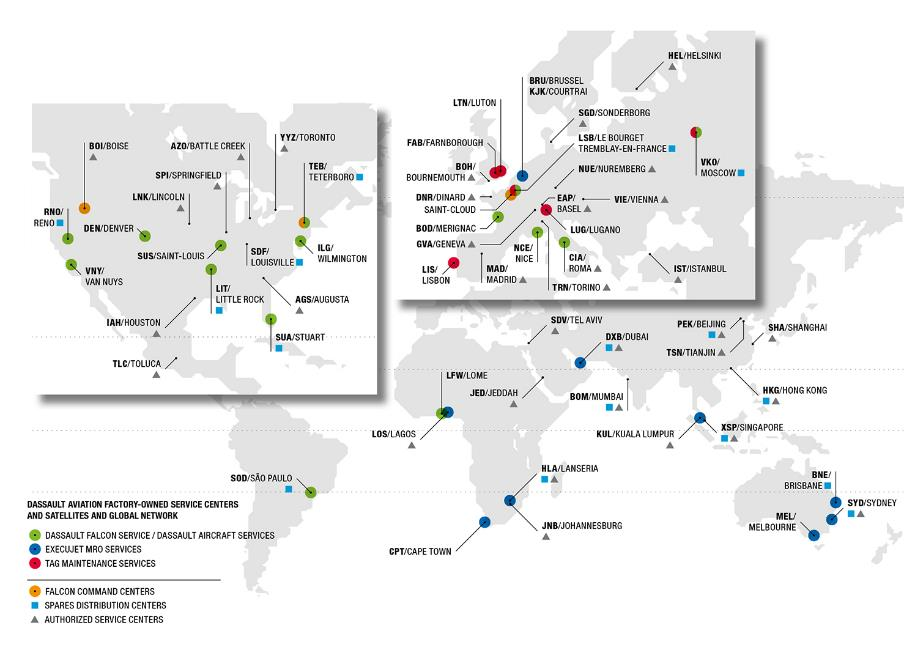 HEL/HELSINKI
BRU/BRUSSEL
KJK/COURTRAI
LTN/LUTON
SGD/SONDERBORG
FAB/FARNBOROUGH
LSB/LE BOURGET
TREMBLAY-EN-FRANCE
BOH/
BOURNEMOUTH
NUE/NUREMBERG
VKO/
MOSCOW
DNR/DINARD
SAINT-CLOUD
EAP/
BASEL
VIE/VIENNA
BOD/MERIGNAC
LUG/LUGANO
GVA/GENEVA
NCE/
NICE
CIA/
ROMA
LIS/
LISBON
MAD/
MADRID
IST/ISTANBUL
TRN/TORINO
YYZ/TORONTO
BOI/BOISE
AZO/BATTLE CREEK
TEB/
TETERBORO
SPI/SPRINGFIELD
LNK/LINCOLN
RNO/
RENO
DEN/DENVER
SUS/SAINT-LOUIS
SDF/
LOUISVILLE
ILG/
WILMINGTON
VNY/
VAN NUYS
LIT/
LITTLE ROCK
AGS/AUGUSTA
IAH/HOUSTON
SUA/STUART
TLC/TOLUCA
SDV/TEL AVIV
PEK/BEIJING
SHA/SHANGHAI
DXB/DUBAI
TSN/TIANJIN
LFW/LOME
JED/JEDDAH
BOM/MUMBAI
HKG/HONG KONG
LOS/LAGOS
KUL/KUALA LUMPUR
XSP/SINGAPORE
SOD/SÃO PAULO
HLA/LANSERIA
BNE/
BRISBANE
SYD/SYDNEY
MEL/
MELBOURNE
JNB/JOHANNESBURG
CPT/CAPE TOWN
DASSAULT AVIATION FACTORY-OWNED SERVICE CENTERS
AND SATELLITES AND GLOBAL NETWORK
DASSAULT FALCON SERVICE / DASSAULT AIRCRAFT SERVICES
EXECUJET MRO SERVICES
TAG MAINTENANCE SERVICES
FALCON COMMAND CENTERS
SPARES DISTRIBUTION CENTERS
AUTHORIZED SERVICE CENTERS